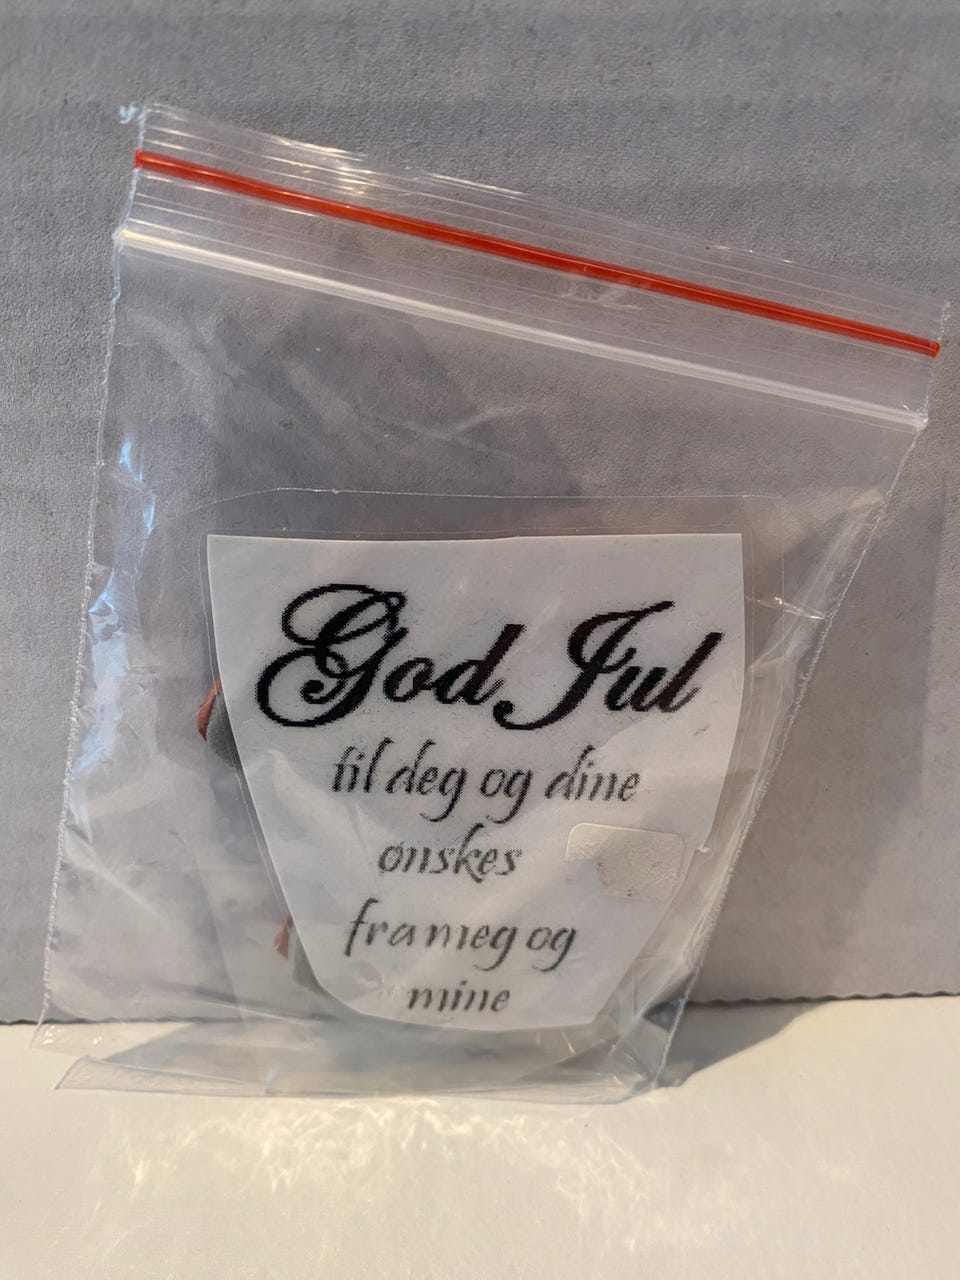 God Jul
til deg og dine
ønskes
fra meg og
mine